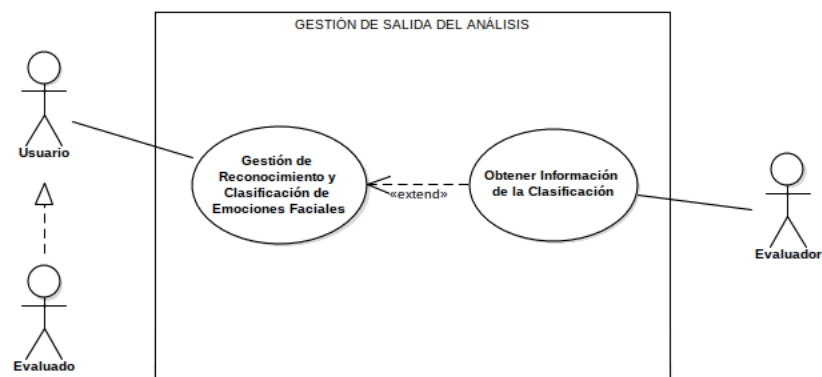 GESTIÓN DE SALIDA DEL ANÁLISIS
Usuario
Gestión de
Reconocimiento y
Clasificación de
Emociones Faciales
«extend»
Obtener Información
de la Clasificación
Evaluador
Evaluado